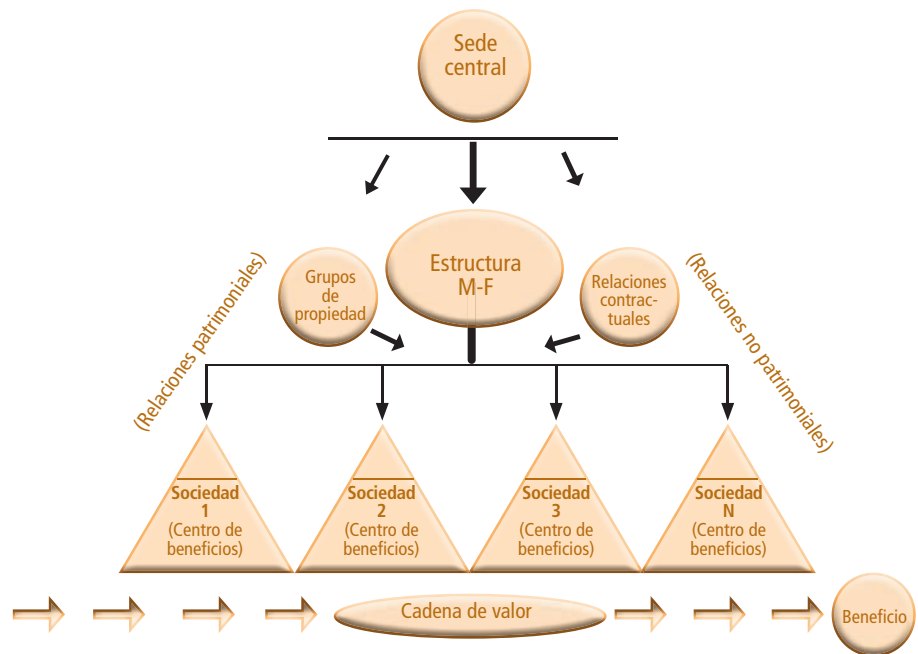 Sede
central
Estructura
M-F
Grupos
de
propiedad
Relaciones
contrac-
tuales
(Relaciones patrimoniales)
(Relaciones no patrimoniales)
Sociedad
1
(Centro de
beneficios)
Sociedad
2
(Centro de
beneficios)
Sociedad
3
(Centro de
beneficios)
Sociedad
N
(Centro de
beneficios)
Cadena de valor
Beneficio